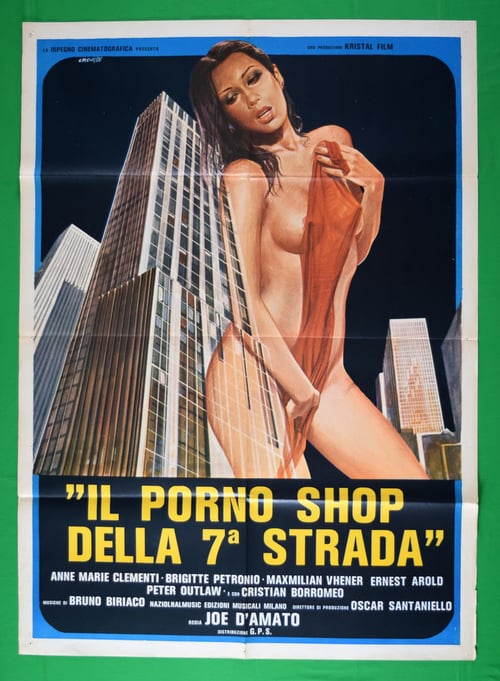 LA INPEGNO CINEMATOGRAFICA PRESENTA
UNA PRODUZIONE KRISTAL FILM
"IL PORNO SHOP
DELLA 7ª STRADA"
ANNE MARIE CLEMENTI · BRIGITTE PETRONIO · MAXMILIAN VHENER ERNEST AROLD
PETER OUTLAW · E CON CRISTIAN BORROMEO
MUSICHE DI BRUNO BIRIACO NAZIOLNALMUSIC EDIZIONI MUSICALI MILANO DIRETTORE DI PRODUZIONE OSCAR SANTANIELLO
REGIA JOE D'AMATO
DISTRIBUZIONE G.P.S.